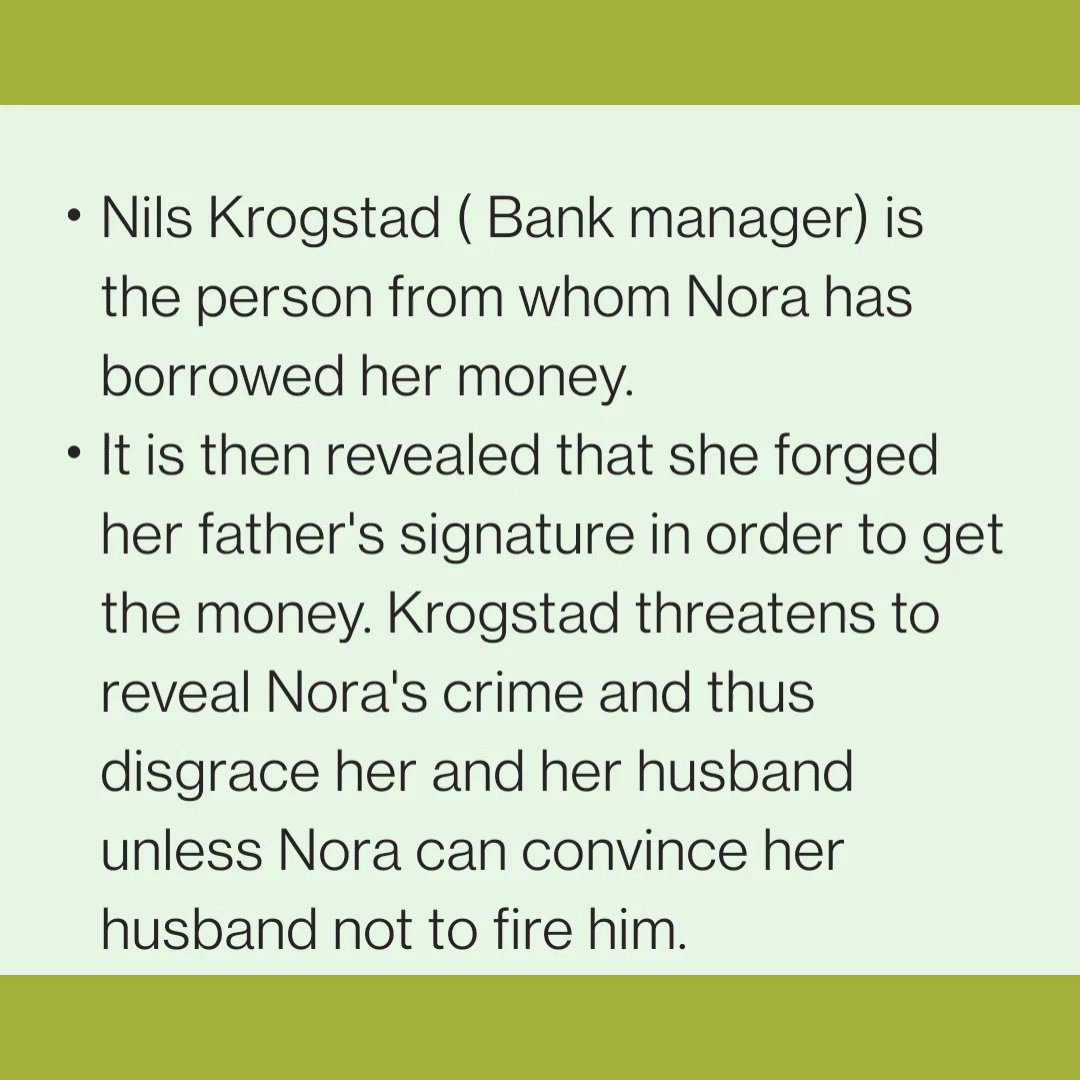 • Nils Krogstad ( Bank manager) is
the person from whom Nora has
borrowed her money.
• It is then revealed that she forged
her father's signature in order to get
the money. Krogstad threatens to
reveal Nora's crime and thus
disgrace her and her husband
unless Nora can convince her
husband not to fire him.